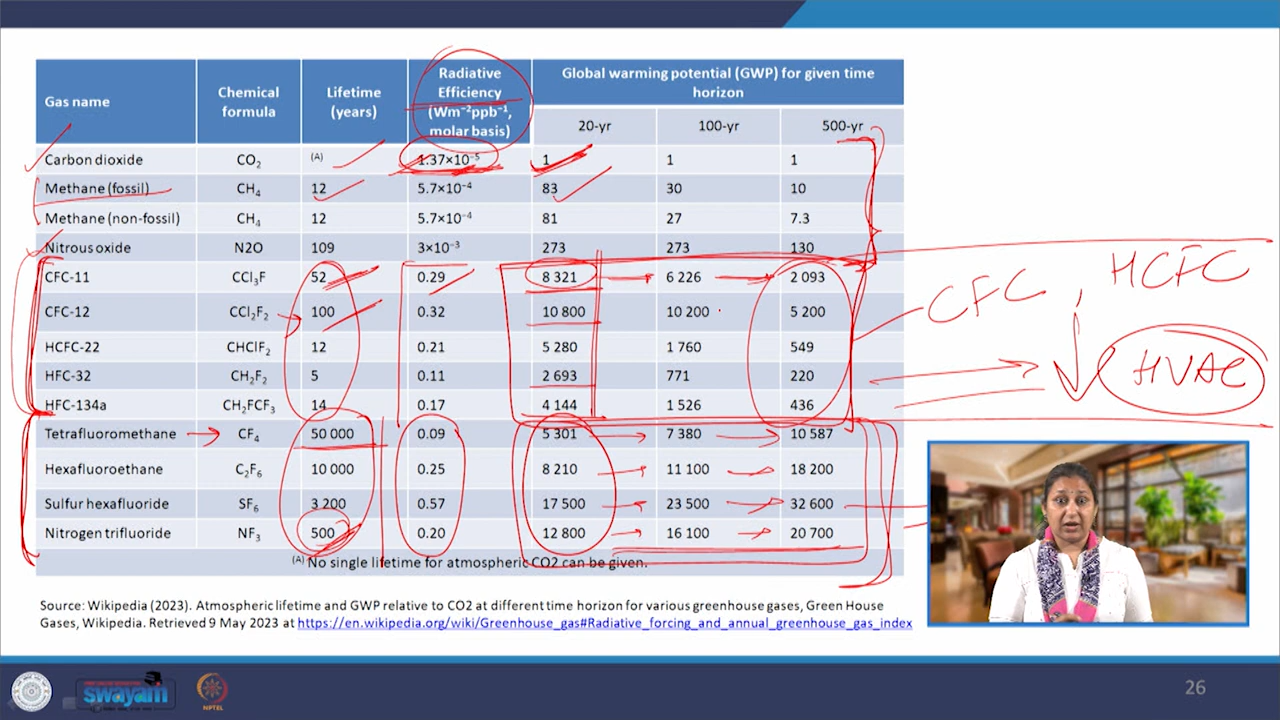 Gas name Chemical formula Lifetime (years) Radiative Efficiency (Wm⁻²ppb⁻¹, molar basis) Global warming potential (GWP) for given time horizon
20-yr 100-yr 500-yr
Carbon dioxide CO₂ (A) 1.37×10⁻⁵ 1 1 1
Methane (fossil) CH₄ 12 5.7×10⁻⁴ 83 30 10
Methane (non-fossil) CH₄ 12 5.7×10⁻⁴ 81 27 7.3
Nitrous oxide N2O 109 3×10⁻³ 273 273 130
CFC-11 CCl₃F 52 0.29 8 321 6 226 2 093
CFC-12 CCl₂F₂ 100 0.32 10 800 10 200 5 200
HCFC-22 CHClF₂ 12 0.21 5 280 1 760 549
HFC-32 CH₂F₂ 5 0.11 2 693 771 220
HFC-134a CH₂FCF₃ 14 0.17 4 144 1 526 436
Tetrafluoromethane CF₄ 50 000 0.09 5 301 7 380 10 587
Hexafluoroethane C₂F₆ 10 000 0.25 8 210 11 100 18 200
Sulfur hexafluoride SF₆ 3 200 0.57 17 500 23 500 32 600
Nitrogen trifluoride NF₃ 500 0.20 12 800 16 100 20 700
(A) No single lifetime for atmospheric CO2 can be given.
CFC, HCFC
HVAC
Source: Wikipedia (2023). Atmospheric lifetime and GWP relative to CO2 at different time horizon for various greenhouse gases, Green House
Gases, Wikipedia. Retrieved 9 May 2023 at https://en.wikipedia.org/wiki/Greenhouse_gas#Radiative_forcing_and_annual_greenhouse_gas_index
swayam
NPTEL
26